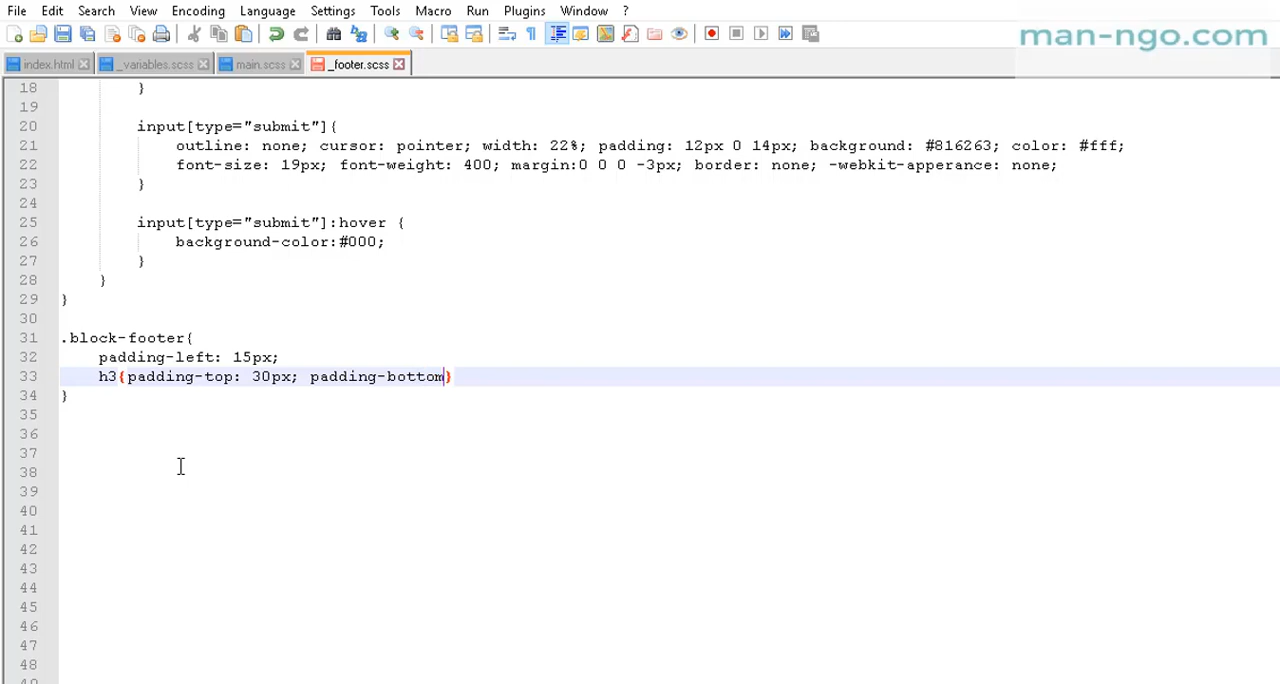 File Edit Search View Encoding Language Settings Tools Macro Run Plugins Window ?
man-ngo.com
index.html _variables.scss main.scss _footer.scss
18 }
19
20 input[type="submit"]{
21 outline: none; cursor: pointer; width: 22%; padding: 12px 0 14px; background: #816263; color: #fff;
22 font-size: 19px; font-weight: 400; margin:0 0 0 -3px; border: none; -webkit-apperance: none;
23 }
24
25 input[type="submit"]:hover {
26 background-color:#000;
27 }
28 }
29 }
30
31 .block-footer{
32 padding-left: 15px;
33 h3{padding-top: 30px; padding-bottom}
34 }
35
36
37
38
39
40
41
42
43
44
45
46
47
48